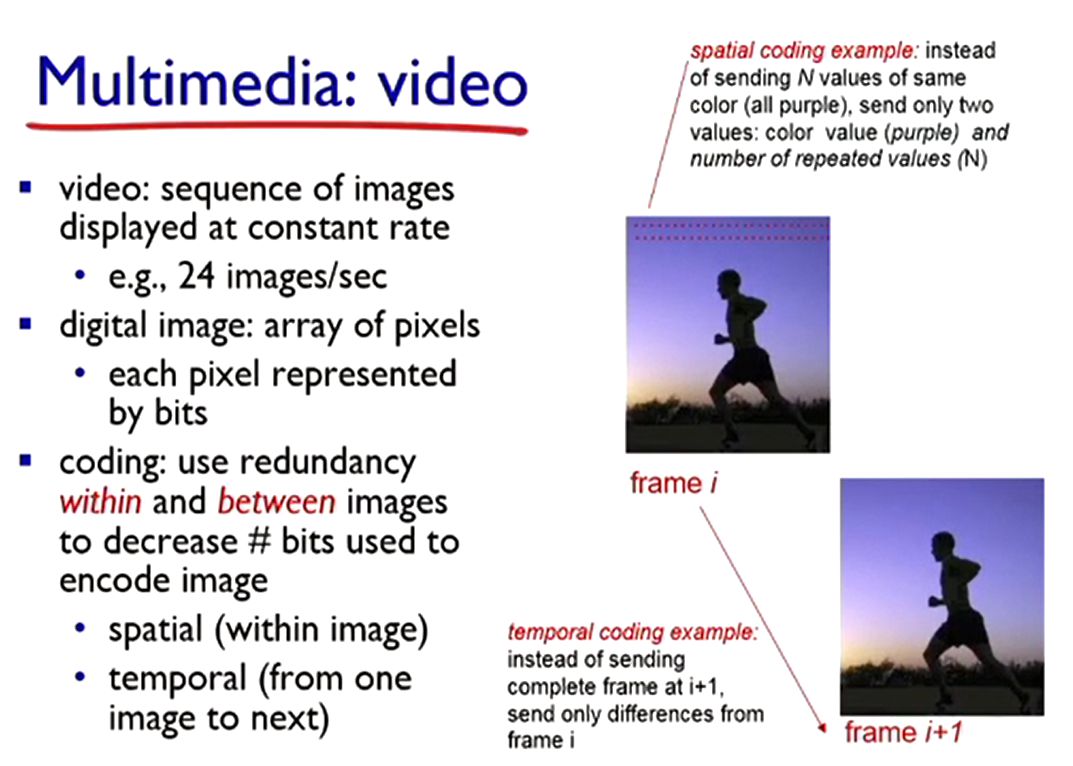 Multimedia: video
video: sequence of images
displayed at constant rate
e.g., 24 images/sec
digital image: array of pixels
each pixel represented
by bits
coding: use redundancy
within and between images
to decrease # bits used to
encode image
spatial (within image)
temporal (from one
image to next)
spatial coding example: instead
of sending N values of same
color (all purple), send only two
values: color value (purple) and
number of repeated values (N)
frame i
temporal coding example:
instead of sending
complete frame at i+1,
send only differences from
frame i
frame i+1